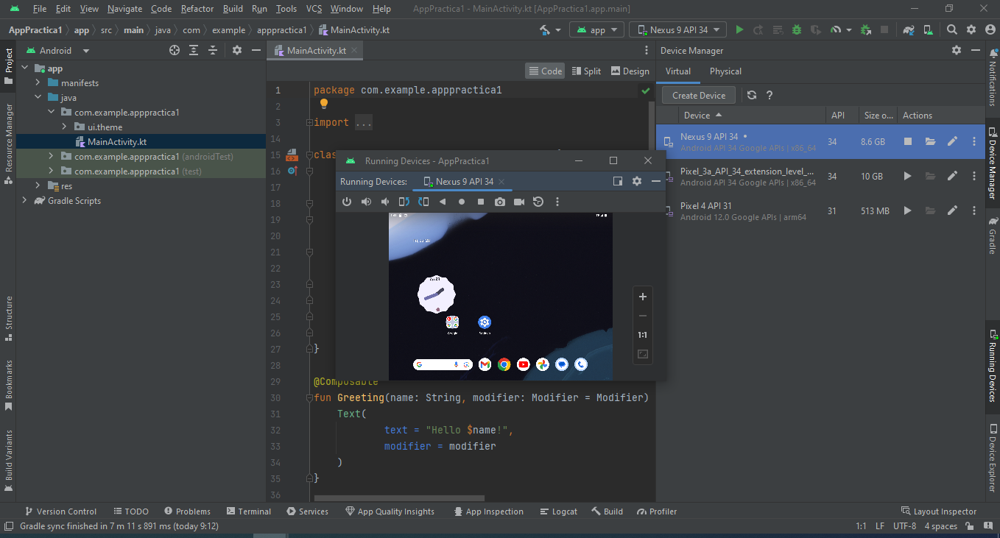 File Edit View Navigate Code Refactor Build Run Tools VCS Window Help AppPractica1 - MainActivity.kt [AppPractica1.app.main]
AppPractica1 app src main java com example apppractica1 MainActivity.kt app Nexus 9 API 34
Project
Android
MainActivity.kt
Device Manager
app
Code Split Design
Virtual Physical
manifests
java
Create Device ?
com.example.apppractica1
ui.theme
MainActivity.kt
com.example.apppractica1 (androidTest)
com.example.apppractica1 (test)
res
Gradle Scripts
1 package com.example.apppractica1
2
3 import ...
14
15 clas
16
17
18
19
20
21
22
23
24
25
26
27 }
28
29 @Composable
30 fun Greeting(name: String, modifier: Modifier = Modifier)
31 Text(
32 text = "Hello $name!",
33 modifier = modifier
34 )
35 }
36
Running Devices - AppPractica1
Running Devices: Nexus 9 API 34
Google
Settings
1:1
Device API Size o... Actions
Nexus 9 API 34 • 34 8.6 GB
Android API 34 Google APIs | x86_64
Pixel_3a_API_34_extension_level_... 34 10 GB
Android API 34 Google APIs | x86_64
Pixel 4 API 31 31 513 MB
Android 12.0 Google APIs | arm64
Resource Manager
Structure
Bookmarks
Build Variants
Notifications
Device Manager
Gradle
Running Devices
Device Explorer
Version Control TODO Problems Terminal Services App Quality Insights App Inspection Logcat Build Profiler Layout Inspector
Gradle sync finished in 7 m 11 s 891 ms (today 9:12) 1:1 LF UTF-8 4 spaces